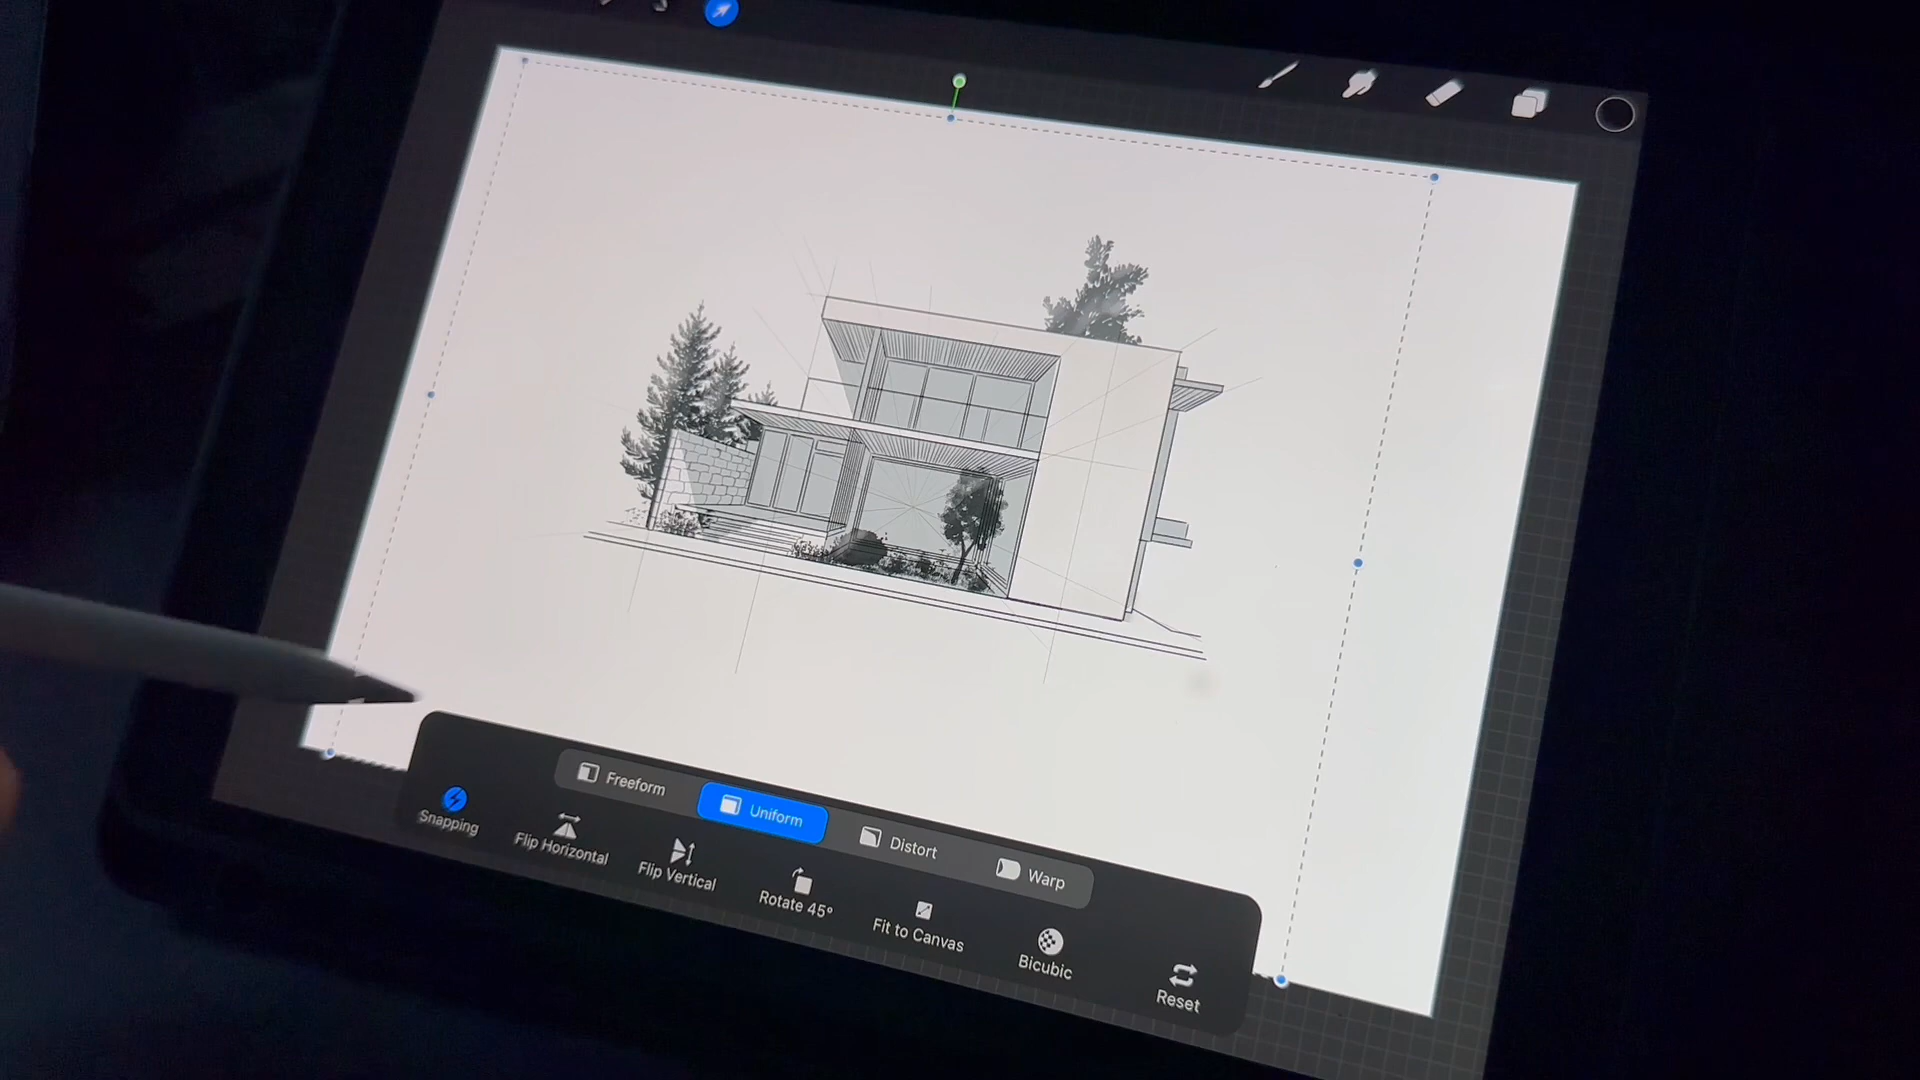 Freeform
Uniform
Distort
Warp
Snapping
Flip Horizontal
Flip Vertical
Rotate 45°
Fit to Canvas
Bicubic
Reset